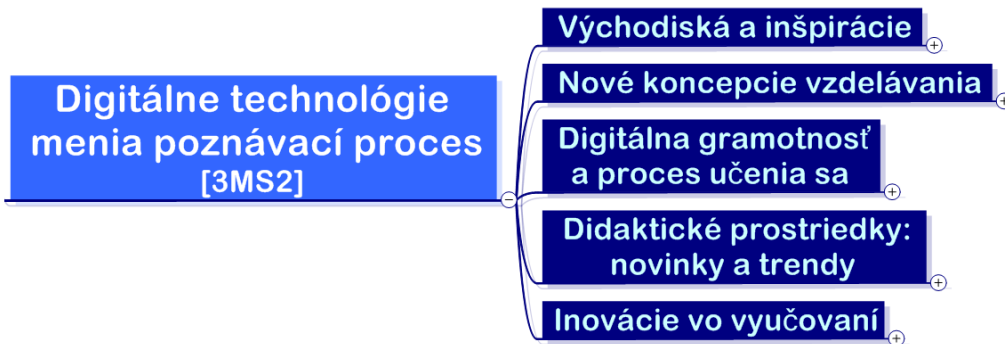 Digitálne technológie
menia poznávací proces
[3MS2]
Východiská a inšpirácie
Nové koncepcie vzdelávania
Digitálna gramotnosť
a proces učenia sa
Didaktické prostriedky:
novinky a trendy
Inovácie vo vyučovaní